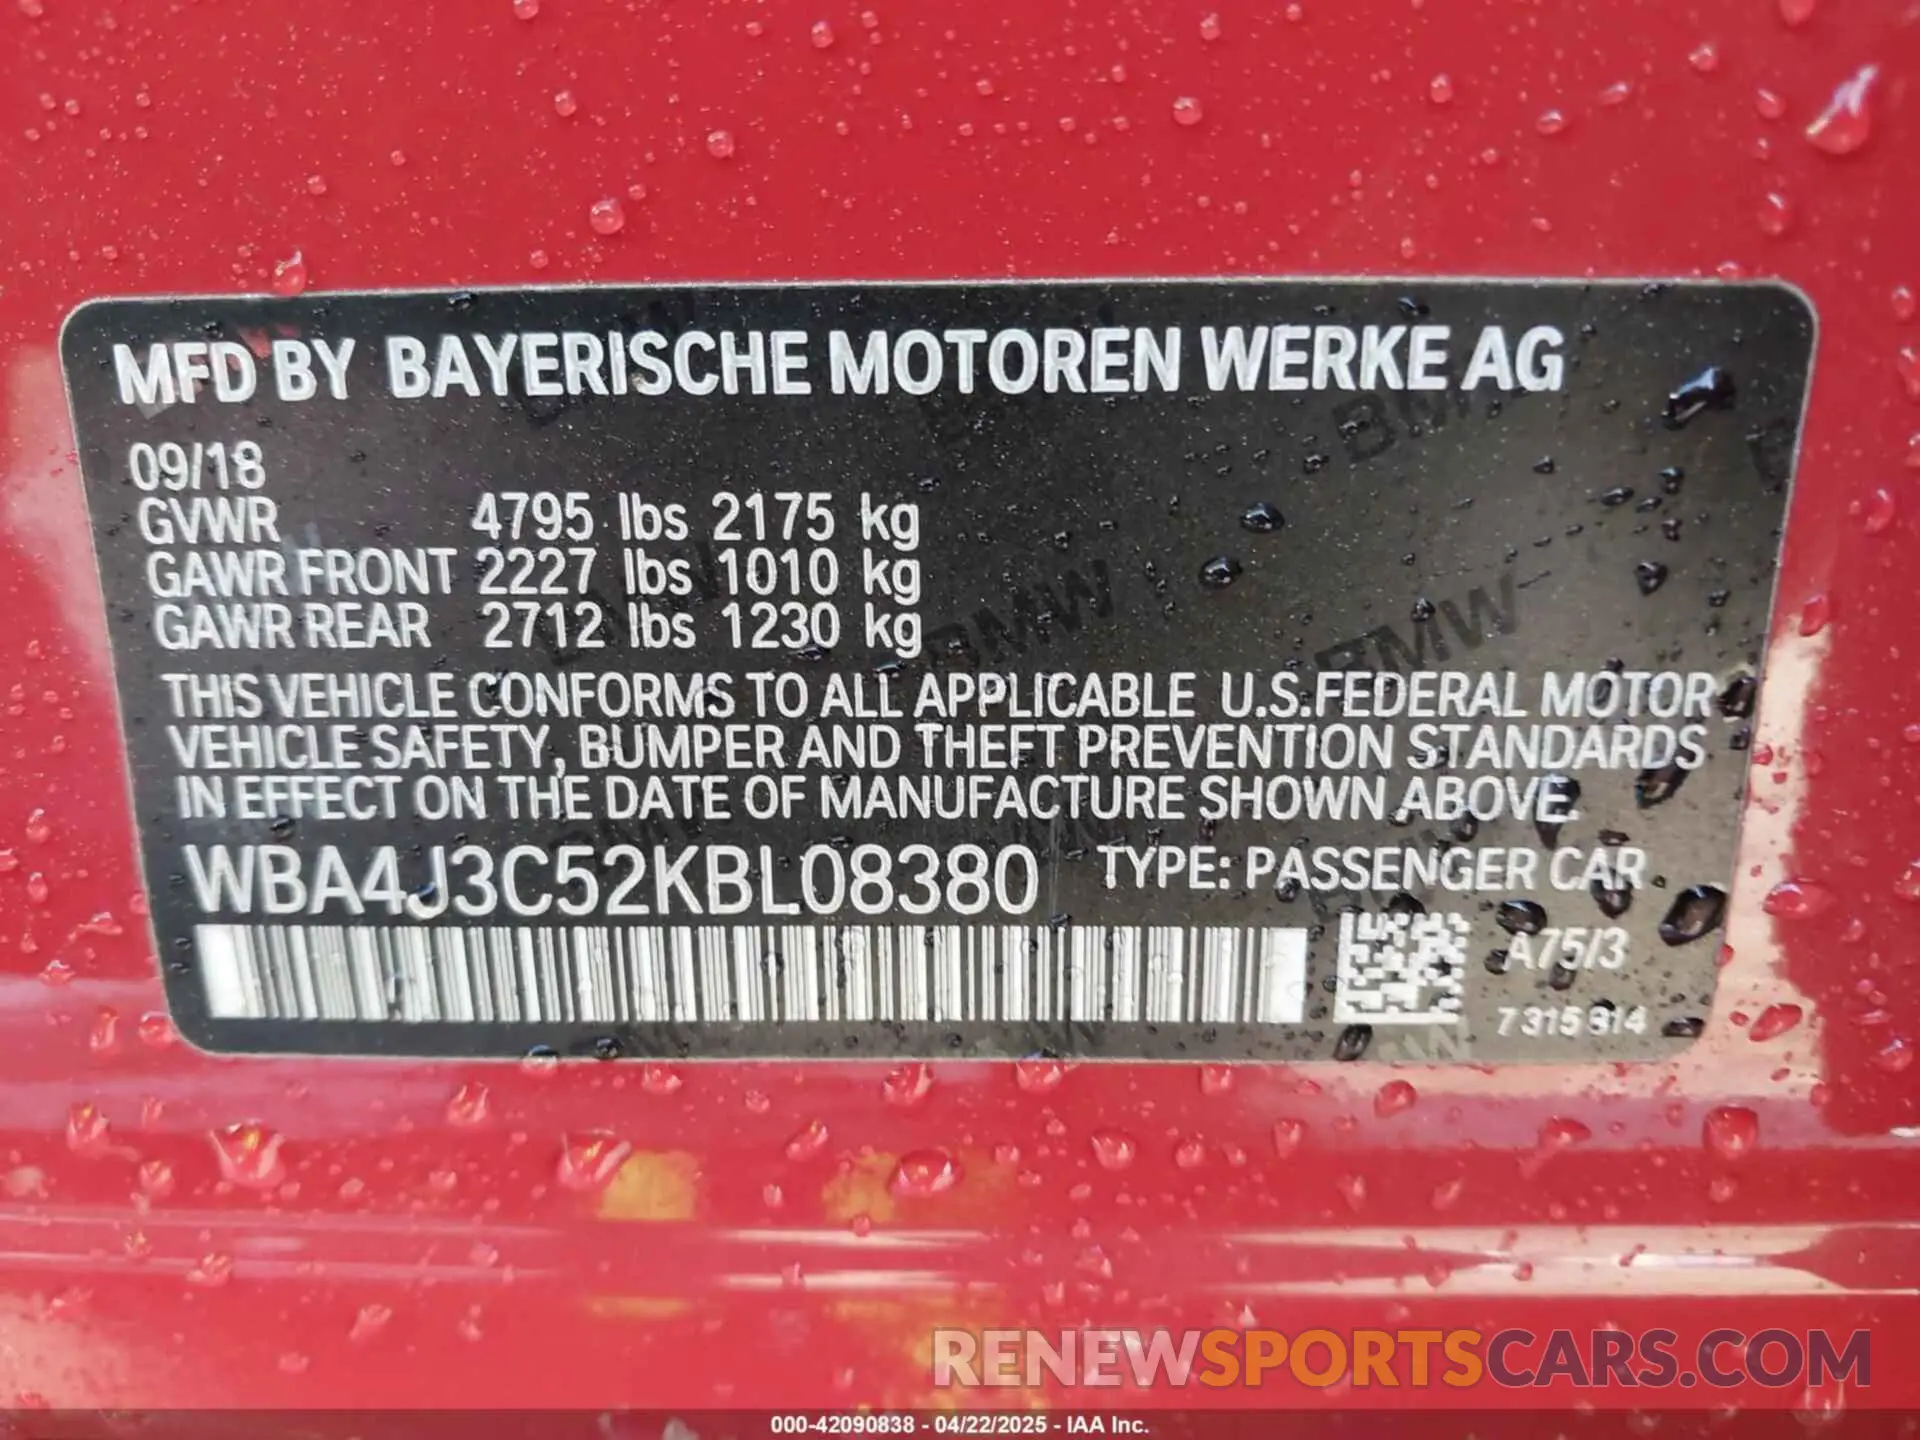 MFD BY BAYERISCHE MOTOREN WERKE AG
09/18
GVWR 4795 lbs 2175 kg
GAWR FRONT 2227 lbs 1010 kg
GAWR REAR 2712 lbs 1230 kg
THIS VEHICLE CONFORMS TO ALL APPLICABLE U.S.FEDERAL MOTOR
VEHICLE SAFETY, BUMPER AND THEFT PREVENTION STANDARDS
IN EFFECT ON THE DATE OF MANUFACTURE SHOWN ABOVE.
WBA4J3C52KBL08380 TYPE: PASSENGER CAR
A75/3
7315814
RENEWSPORTSCARS.COM
000-42090838 - 04/22/2025 - IAA Inc.